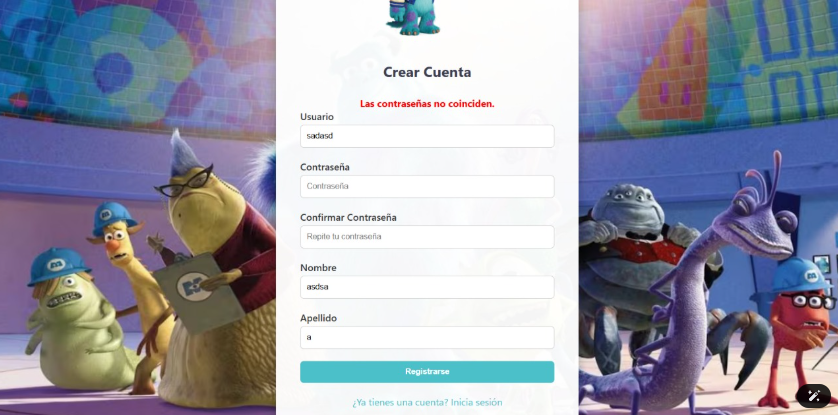 Crear Cuenta
Las contraseñas no coinciden.
Usuario
sadasd
Contraseña
Contraseña
Confirmar Contraseña
Repite tu contraseña
Nombre
asdsa
Apellido
a
Registrarse
¿Ya tienes una cuenta? Inicia sesión